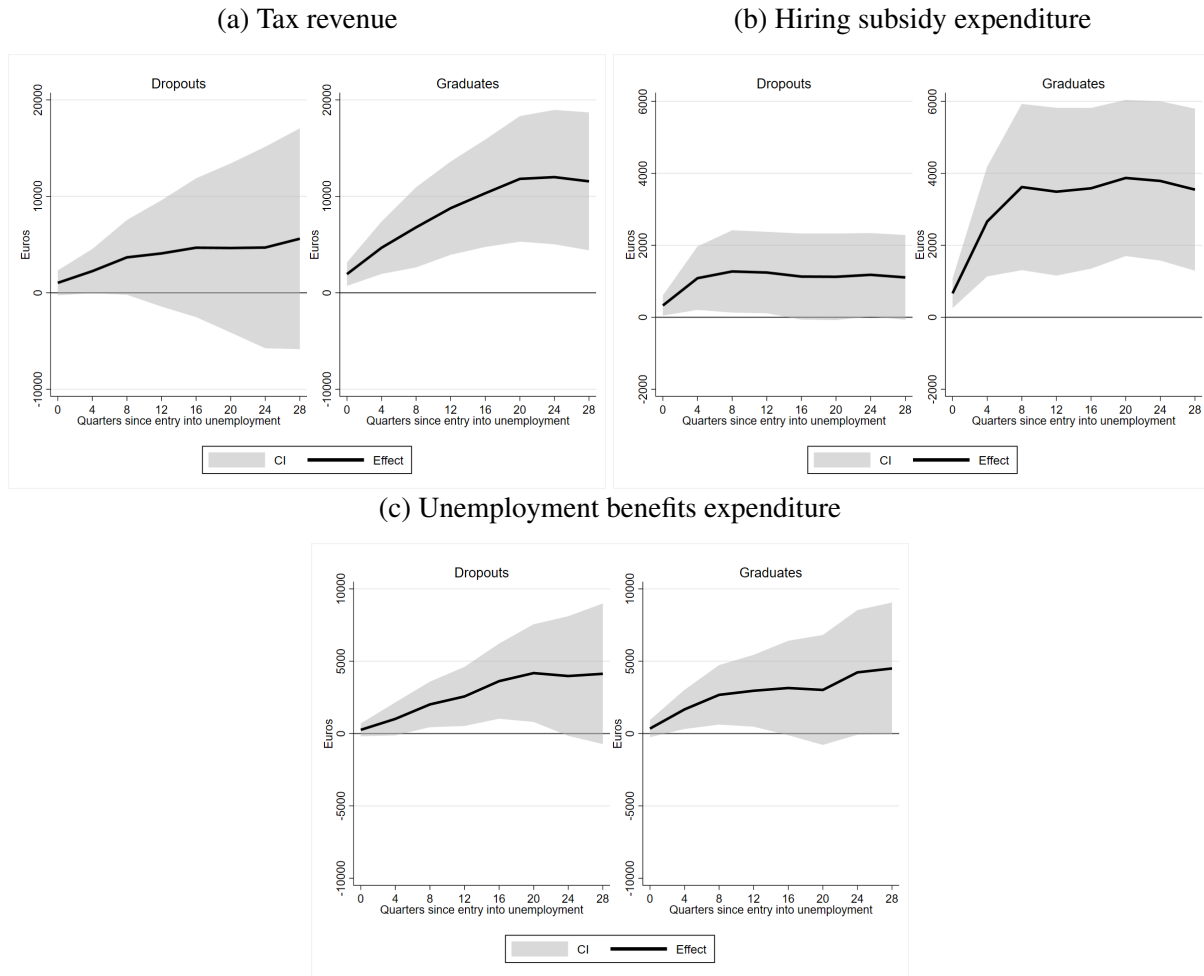 (a) Tax revenue
(b) Hiring subsidy expenditure
Dropouts
Graduates
Euros
20000
10000
0
-10000
0 4 8 12 16 20 24 28
Quarters since entry into unemployment
Euros
20000
10000
0
-10000
0 4 8 12 16 20 24 28
Quarters since entry into unemployment
CI
Effect
Dropouts
Graduates
Euros
6000
4000
2000
0
-2000
0 4 8 12 16 20 24 28
Quarters since entry into unemployment
Euros
6000
4000
2000
0
-2000
0 4 8 12 16 20 24 28
Quarters since entry into unemployment
CI
Effect
(c) Unemployment benefits expenditure
Dropouts
Graduates
Euros
10000
5000
0
-5000
-10000
0 4 8 12 16 20 24 28
Quarters since entry into unemployment
Euros
10000
5000
0
-5000
-10000
0 4 8 12 16 20 24 28
Quarters since entry into unemployment
CI
Effect